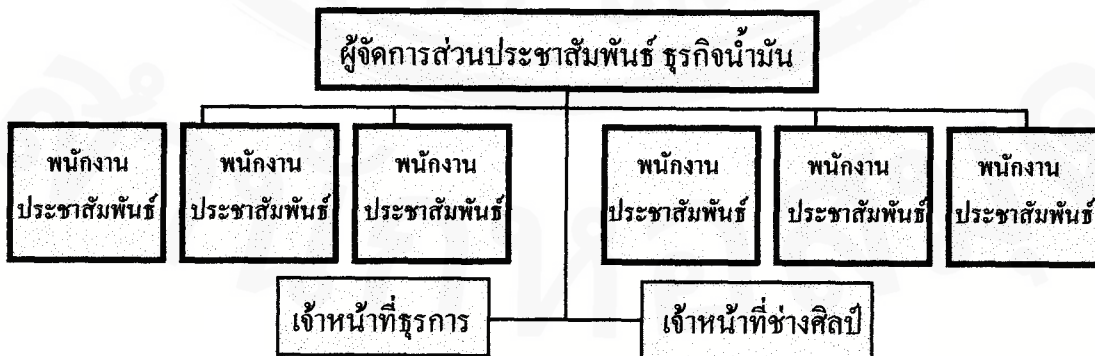 ผู้จัดการส่วนประชาสัมพันธ์ ธุรกิจน้ำมัน
พนักงาน
ประชาสัมพันธ์
พนักงาน
ประชาสัมพันธ์
พนักงาน
ประชาสัมพันธ์
พนักงาน
ประชาสัมพันธ์
พนักงาน
ประชาสัมพันธ์
พนักงาน
ประชาสัมพันธ์
เจ้าหน้าที่ธุรการ
เจ้าหน้าที่ช่างศิลป์